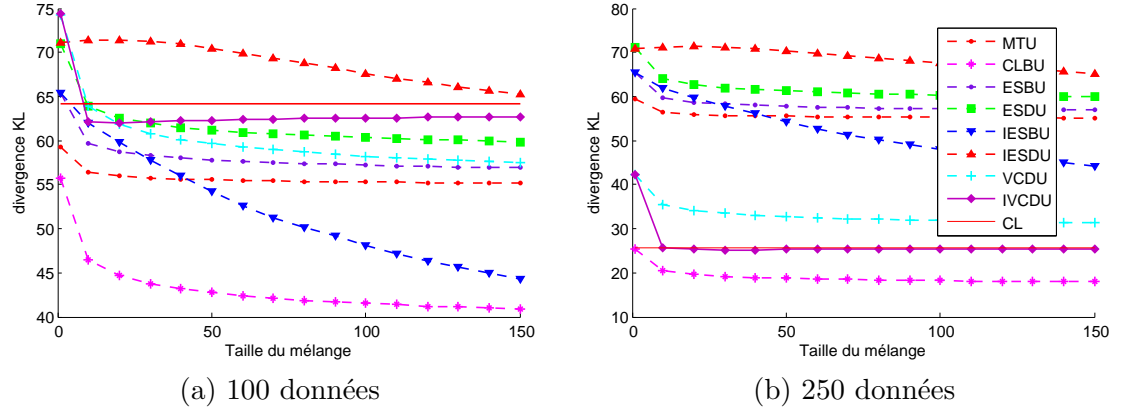 75
70
65
60
55
50
45
40
0
50
100
150
divergence KL
Taille du mélange
(a) 100 données
80
70
60
50
40
30
20
10
0
50
100
150
divergence KL
Taille du mélange
MTU
CLBU
ESBU
ESDU
IESBU
IESDU
VCDU
IVCDU
CL
(b) 250 données